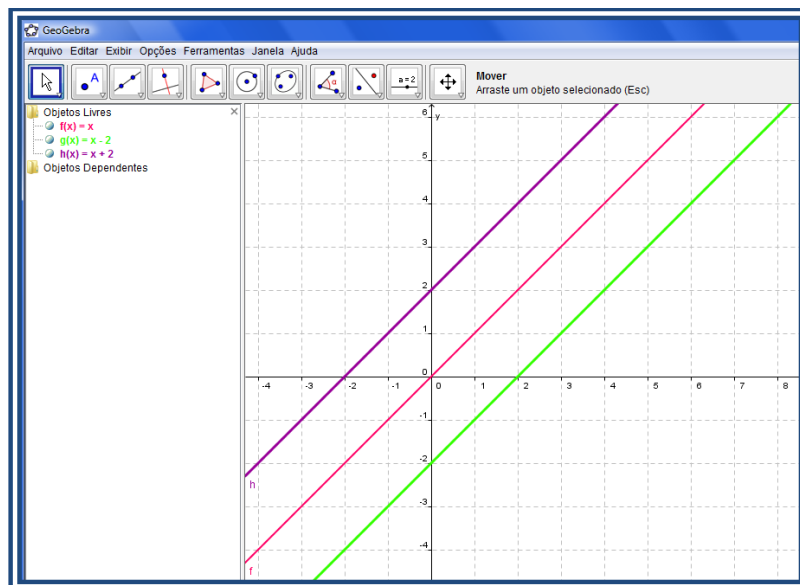 GeoGebra
Arquivo Editar Exibir Opções Ferramentas Janela Ajuda
A
α
a = 2
Mover
Arraste um objeto selecionado (Esc)
Objetos Livres
f(x) = x
g(x) = x - 2
h(x) = x + 2
Objetos Dependentes
y
6
5
4
3
2
1
0
-1
-2
-3
-4
-4 -3 -2 -1 0 1 2 3 4 5 6 7 8
h
f